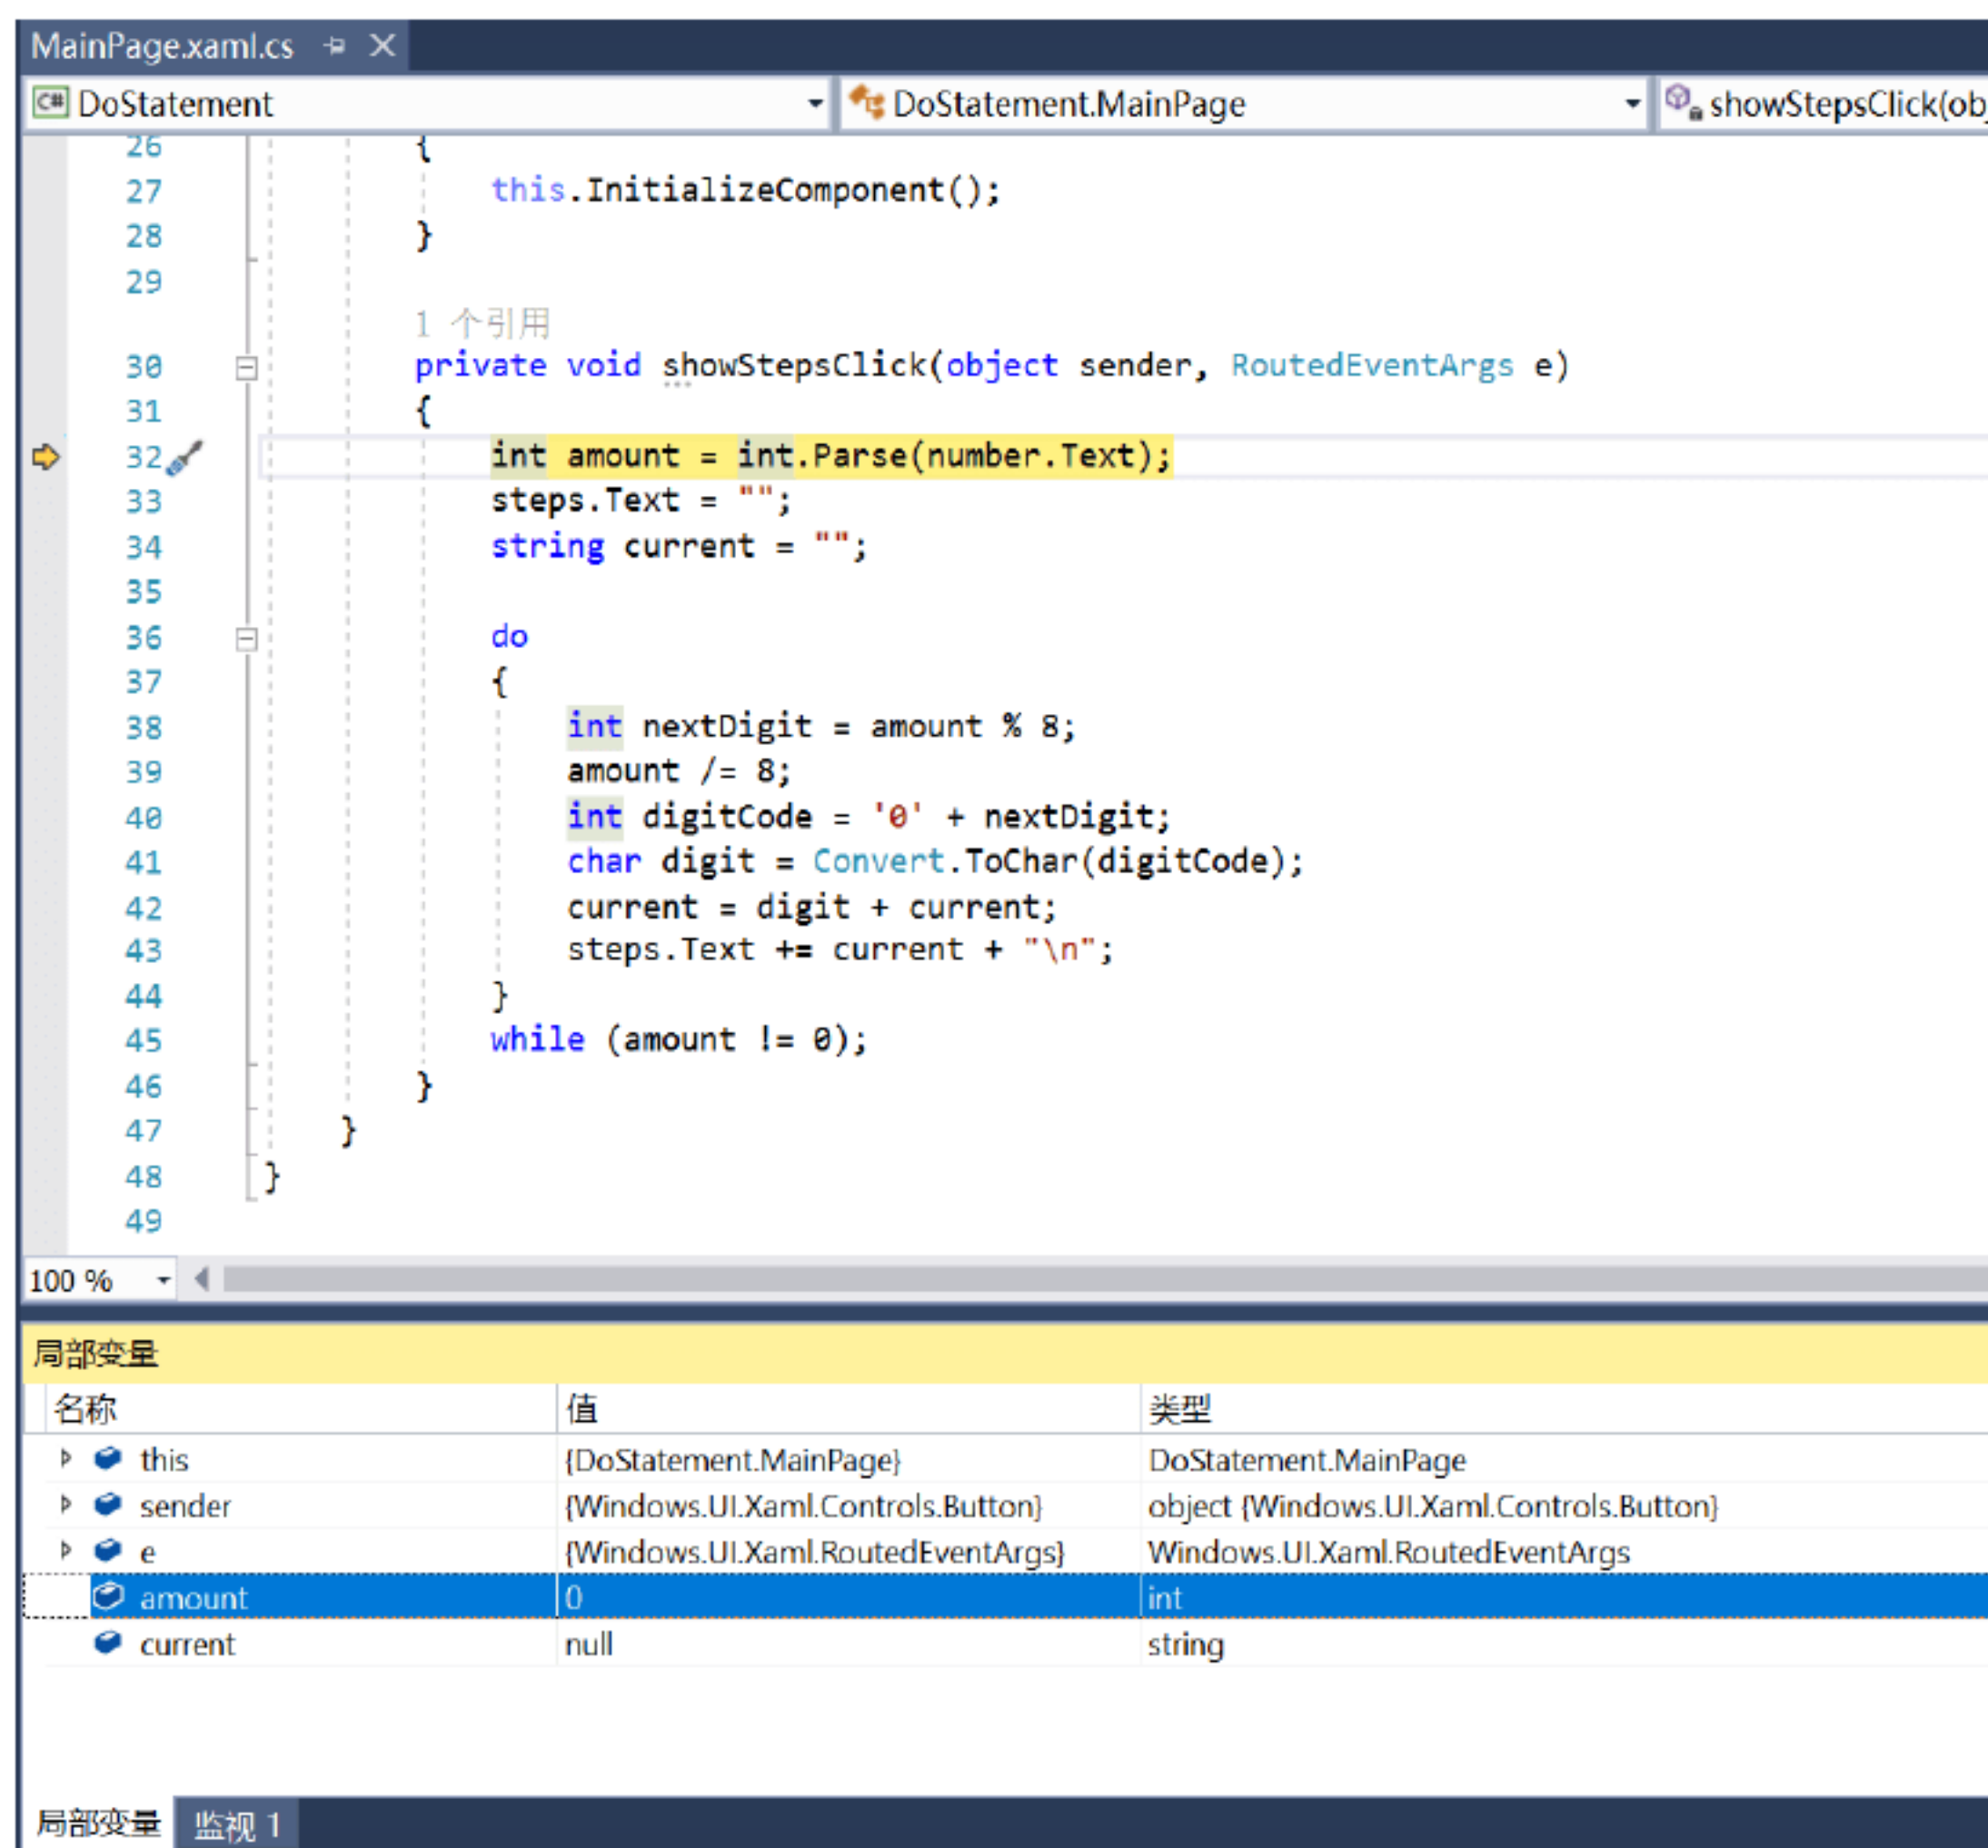 MainPage.xaml.cs
C# DoStatement DoStatement.MainPage showStepsClick(obj
26 {
27 this.InitializeComponent();
28 }
29
1 个引用
30 private void showStepsClick(object sender, RoutedEventArgs e)
31 {
32 int amount = int.Parse(number.Text);
33 steps.Text = "";
34 string current = "";
35
36 do
37 {
38 int nextDigit = amount % 8;
39 amount /= 8;
40 int digitCode = '0' + nextDigit;
41 char digit = Convert.ToChar(digitCode);
42 current = digit + current;
43 steps.Text += current + "\n";
44 }
45 while (amount != 0);
46 }
47 }
48 }
49
100 %
局部变量
名称 值 类型
this {DoStatement.MainPage} DoStatement.MainPage
sender {Windows.UI.Xaml.Controls.Button} object {Windows.UI.Xaml.Controls.Button}
e {Windows.UI.Xaml.RoutedEventArgs} Windows.UI.Xaml.RoutedEventArgs
amount 0 int
current null string
局部变量 监视 1